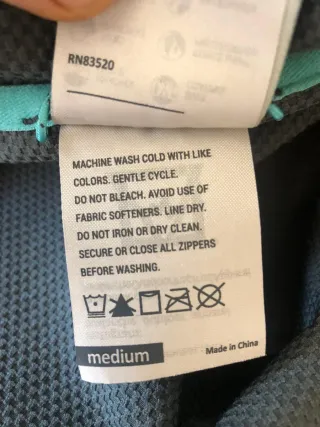 RN83520
MACHINE WASH COLD WITH LIKE
COLORS. GENTLE CYCLE.
DO NOT BLEACH. AVOID USE OF
FABRIC SOFTENERS. LINE DRY.
DO NOT IRON OR DRY CLEAN.
SECURE OR CLOSE ALL ZIPPERS
BEFORE WASHING.
medium
Made in China